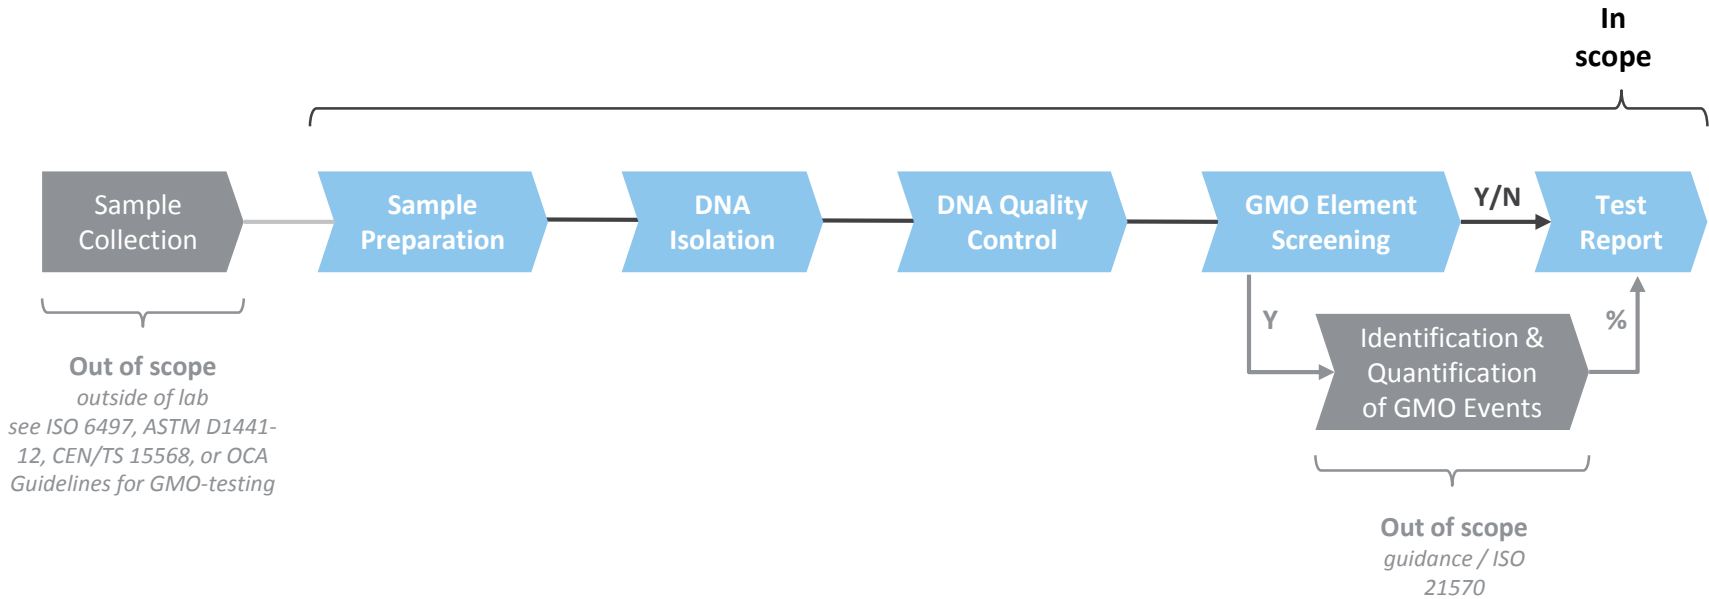 In
scope
Sample
Collection
Sample
Preparation
DNA
Isolation
DNA Quality
Control
GMO Element
Screening
Y/N
Test
Report
Y
Identification &
Quantification
of GMO Events
%
Out of scope
outside of lab
see ISO 6497, ASTM D1441-
12, CEN/TS 15568, or OCA
Guidelines for GMO-testing
Out of scope
guidance / ISO
21570